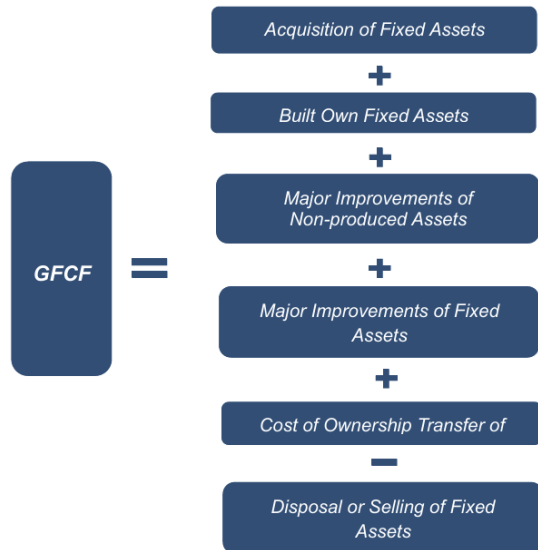 Acquisition of Fixed Assets
+
Built Own Fixed Assets
+
Major Improvements of
Non-produced Assets
GFCF
=
+
Major Improvements of Fixed
Assets
+
Cost of Ownership Transfer of
−
Disposal or Selling of Fixed
Assets